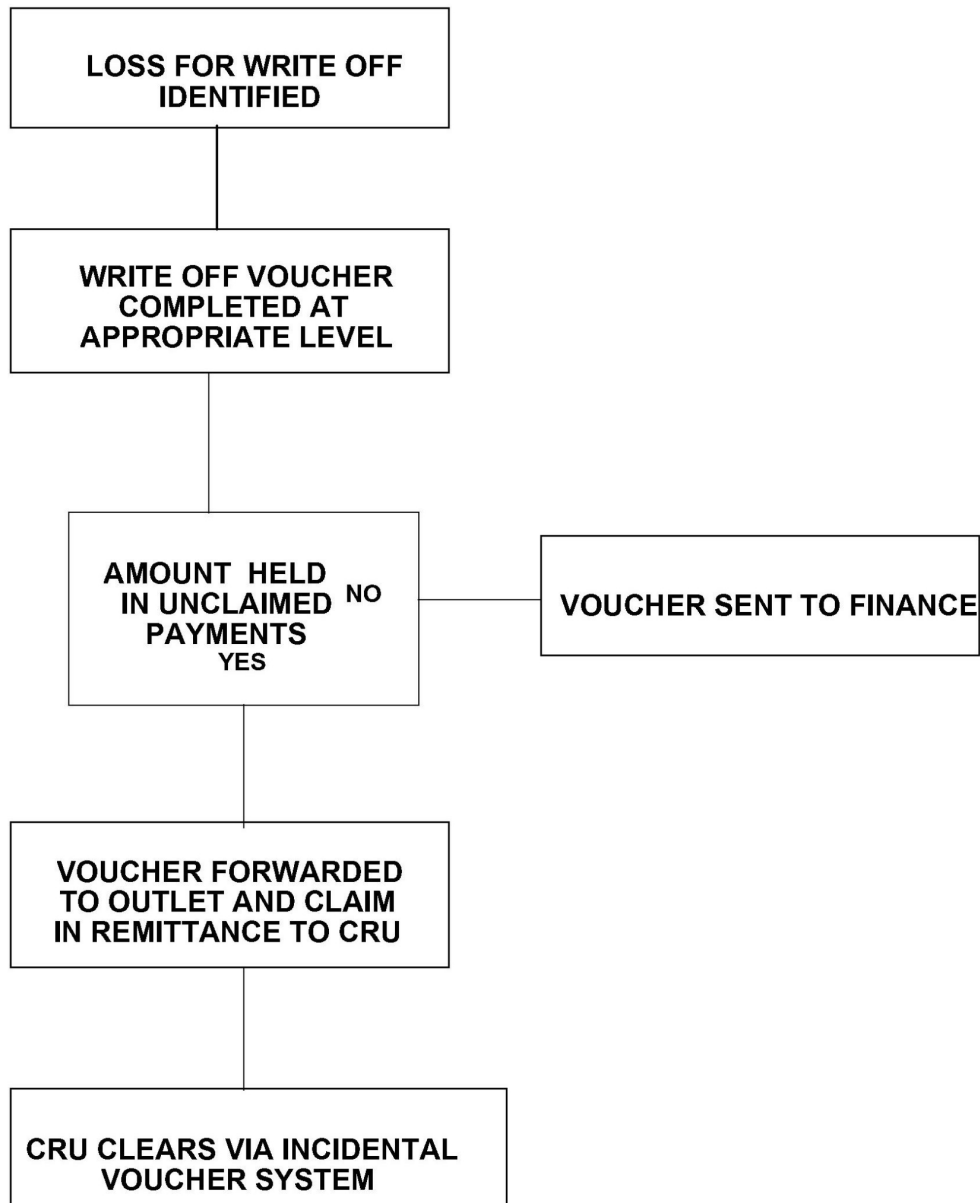 LOSS FOR WRITE OFF
IDENTIFIED
WRITE OFF VOUCHER
COMPLETED AT
APPROPRIATE LEVEL
AMOUNT HELD
IN UNCLAIMED
PAYMENTS
YES
NO
VOUCHER SENT TO FINANCE
VOUCHER FORWARDED
TO OUTLET AND CLAIM
IN REMITTANCE TO CRU
CRU CLEARS VIA INCIDENTAL
VOUCHER SYSTEM